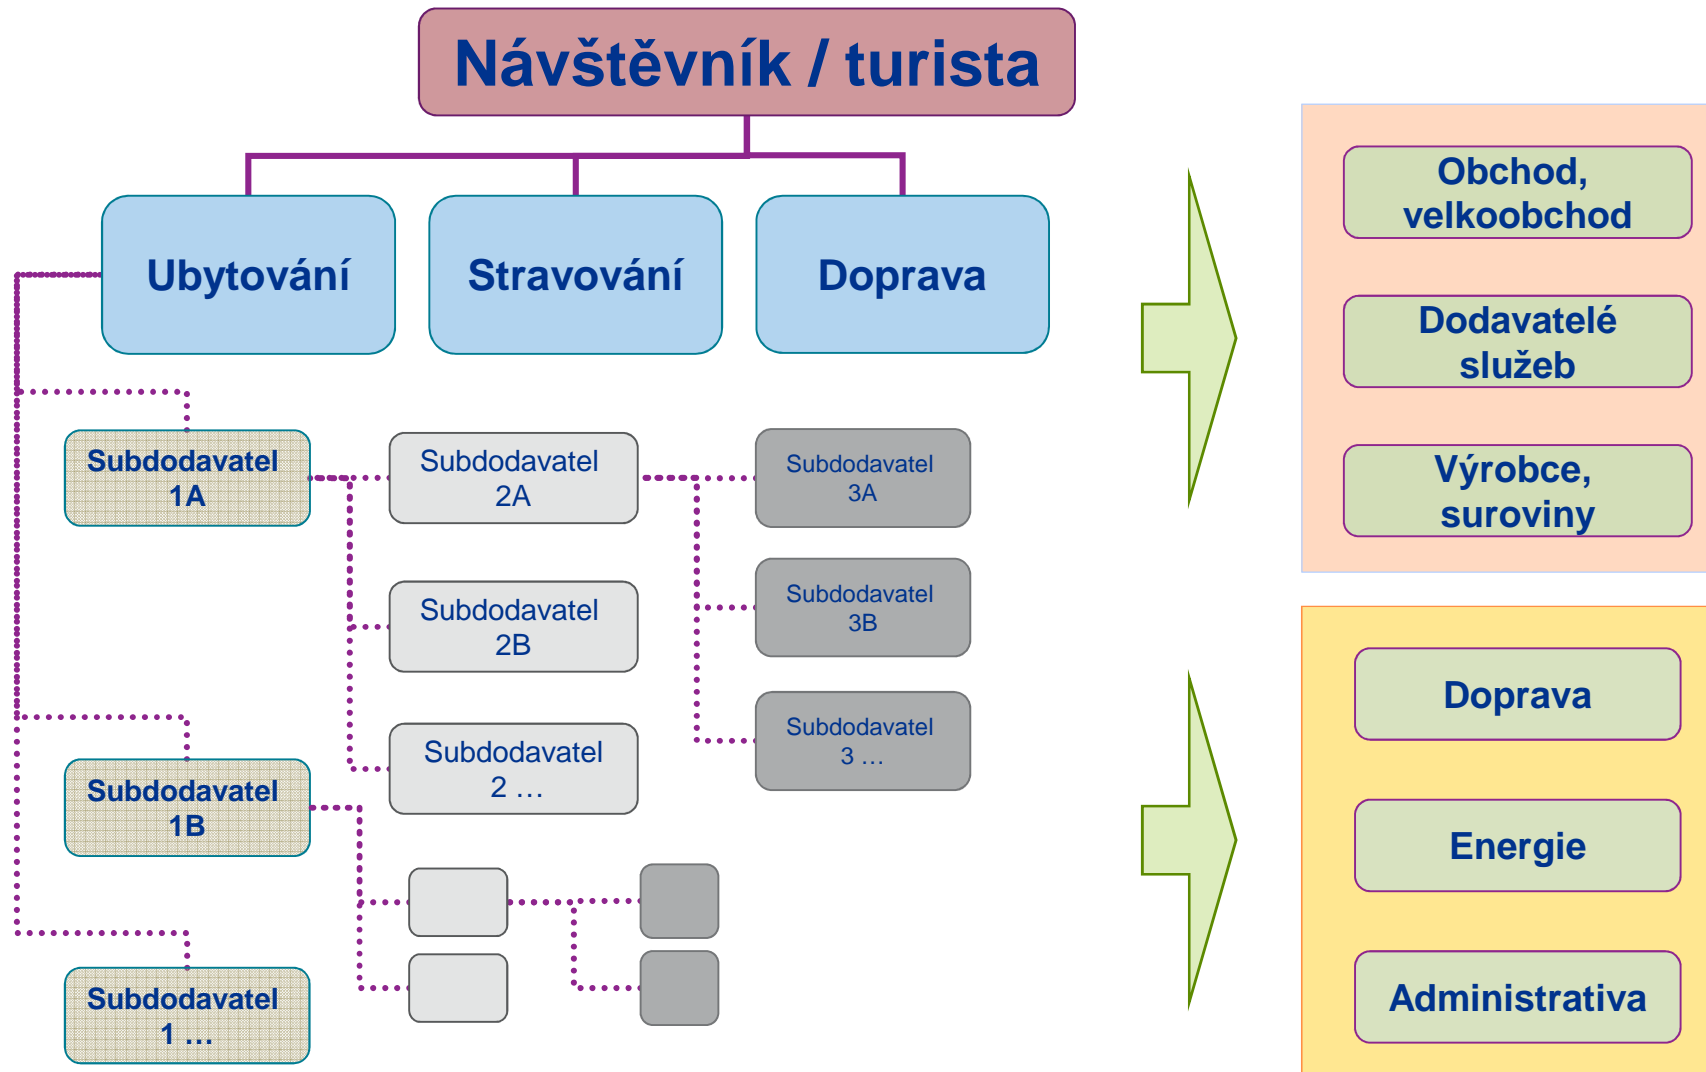 Návštěvník / turista
Ubytování
Stravování
Doprava
Subdodavatel
1A
Subdodavatel
2A
Subdodavatel
3A
Subdodavatel
2B
Subdodavatel
3B
Subdodavatel
2 ...
Subdodavatel
3 ...
Subdodavatel
1B
Subdodavatel
1 ...
Obchod,
velkoobchod
Dodavatelé
služeb
Výrobce,
suroviny
Doprava
Energie
Administrativa